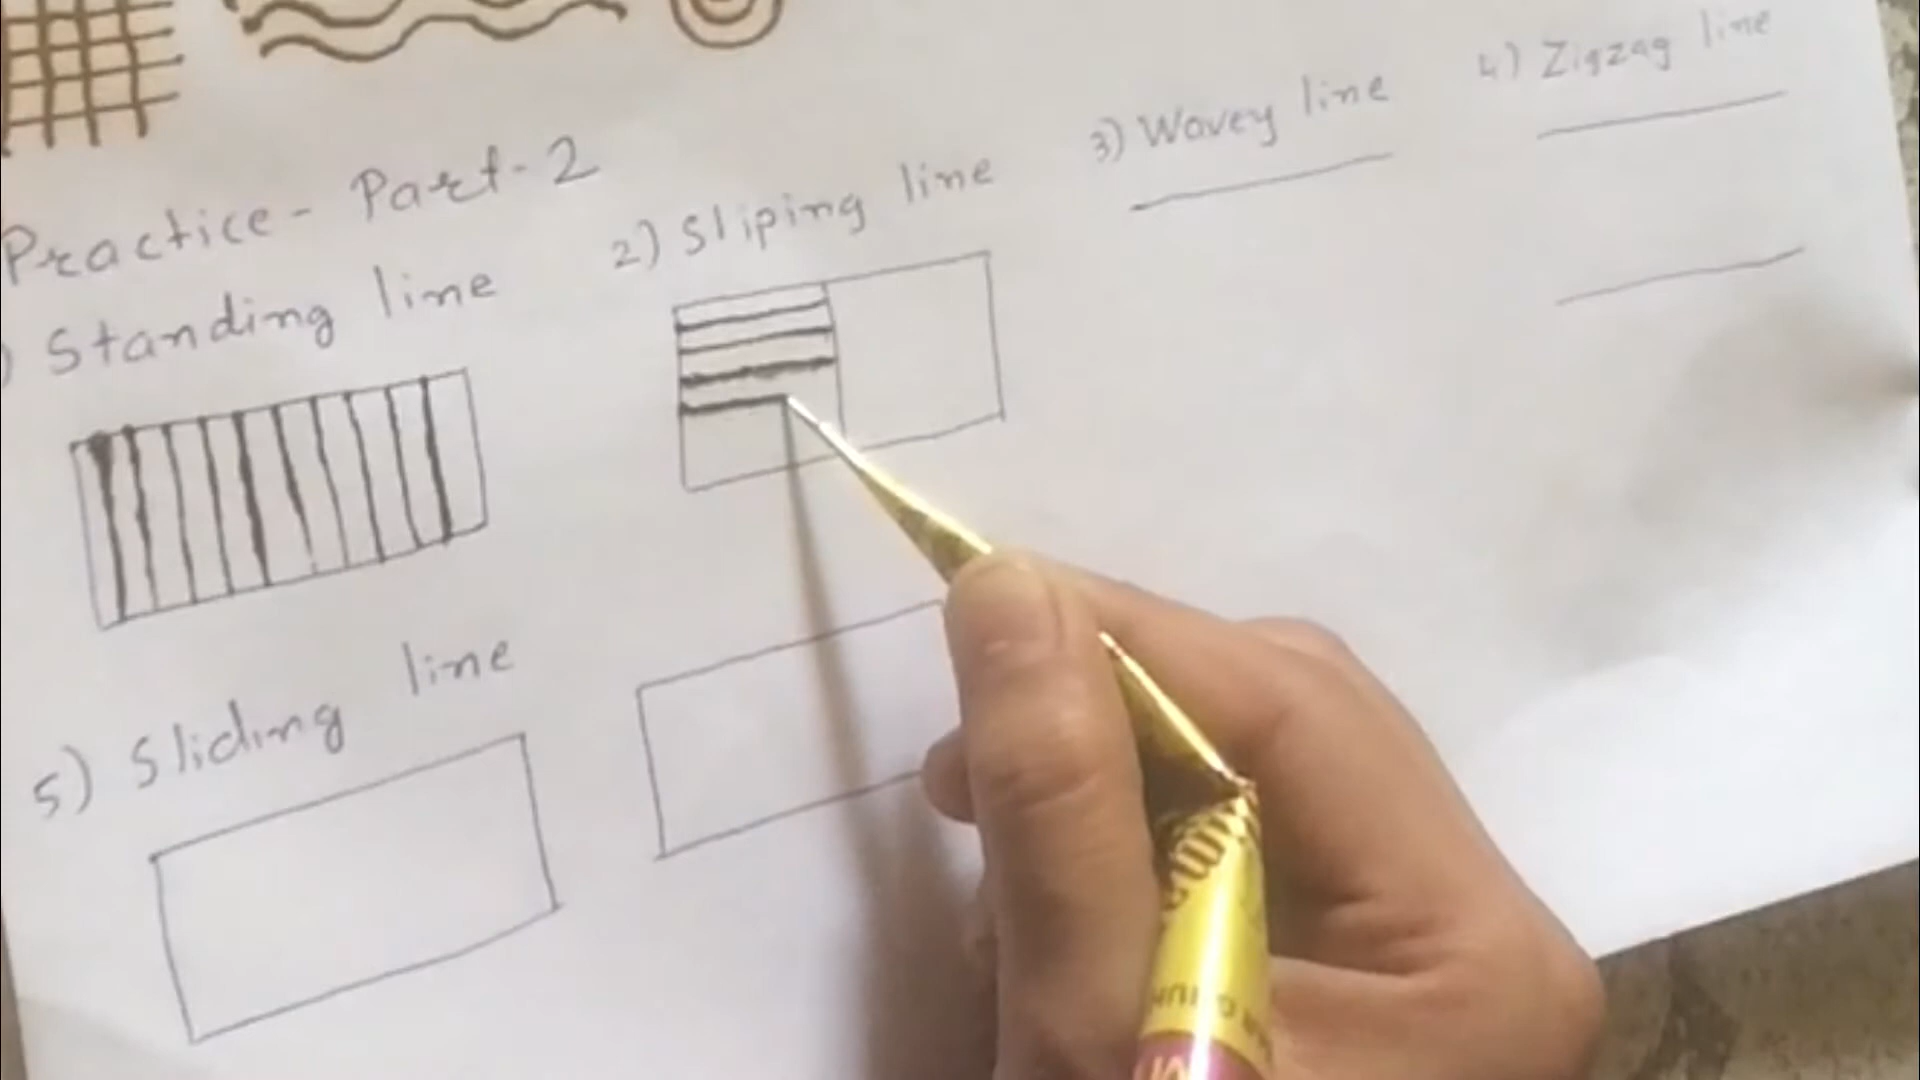 Practice - Part-2
) Standing line
2) Sliping line
3) Wavey line
4) Zigzag line
5) Sliding line